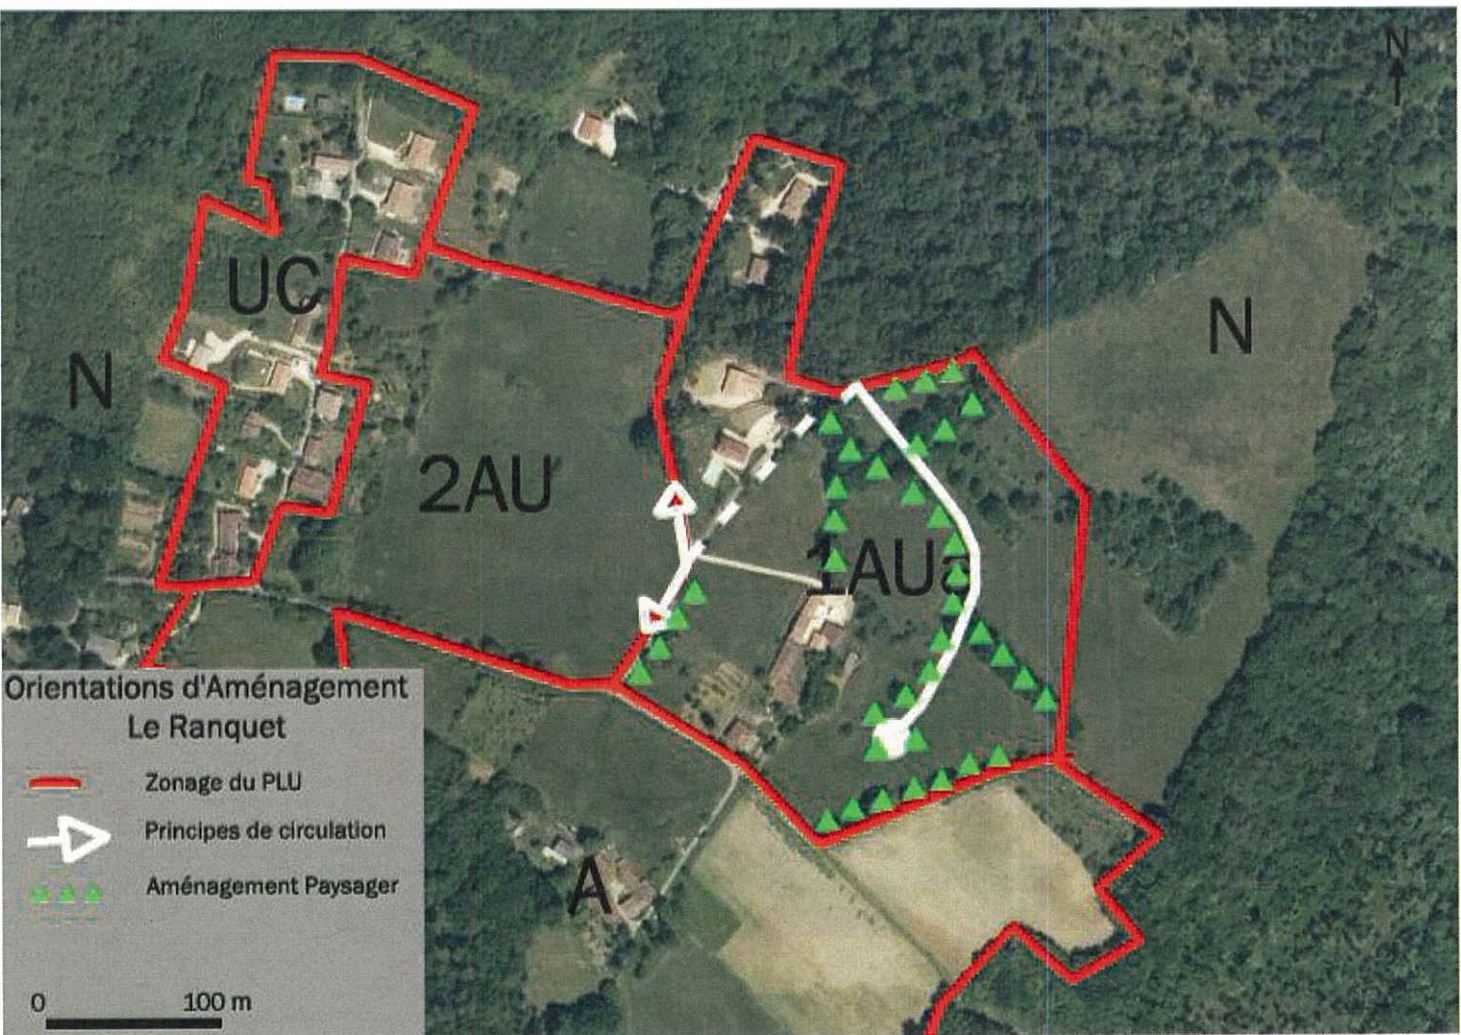 N
UC
N
N
2AU
1AUa
Orientations d'Aménagement
Le Ranquet
Zonage du PLU
Principes de circulation
Aménagement Paysager
A
0 100 m